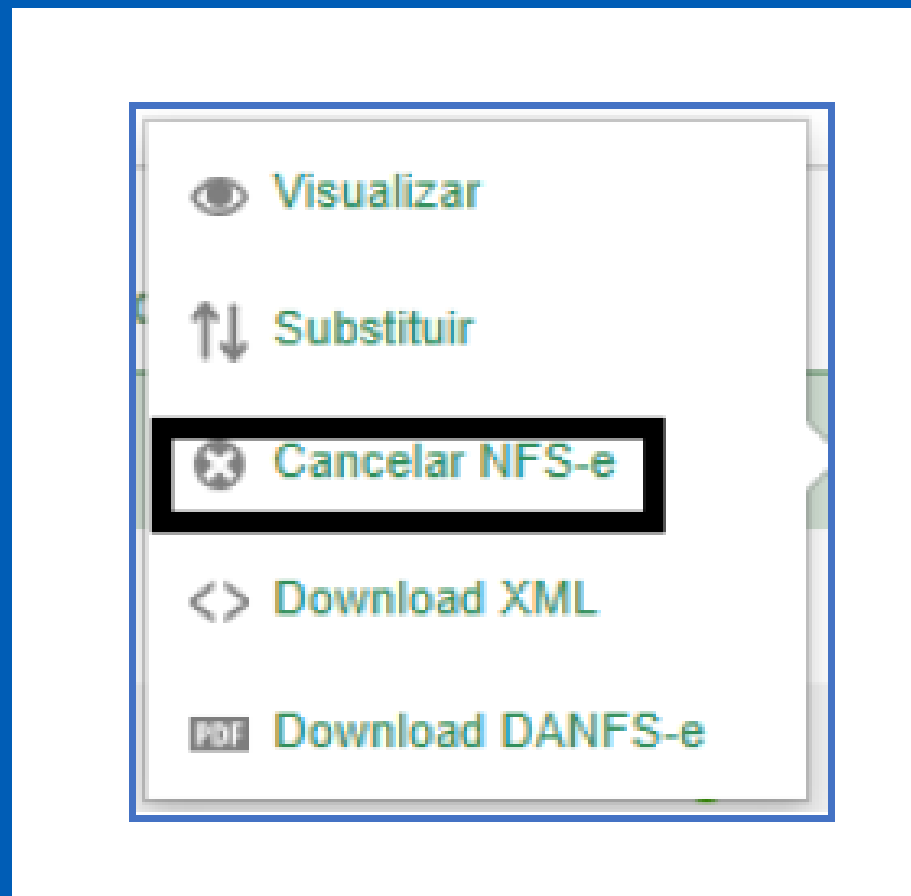 Visualizar
Substituir
Cancelar NFS-e
Download XML
PDF Download DANFS-e